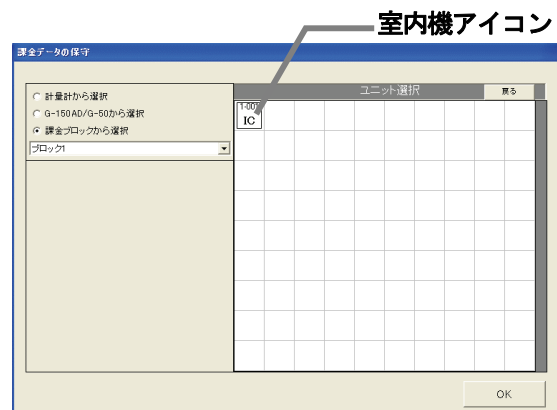 室内機アイコン
課金データの保守
計量計から選択
G-150AD/G-50から選択
課金ブロックから選択
ブロック1
ユニット選択
戻る
1-001
IC
OK